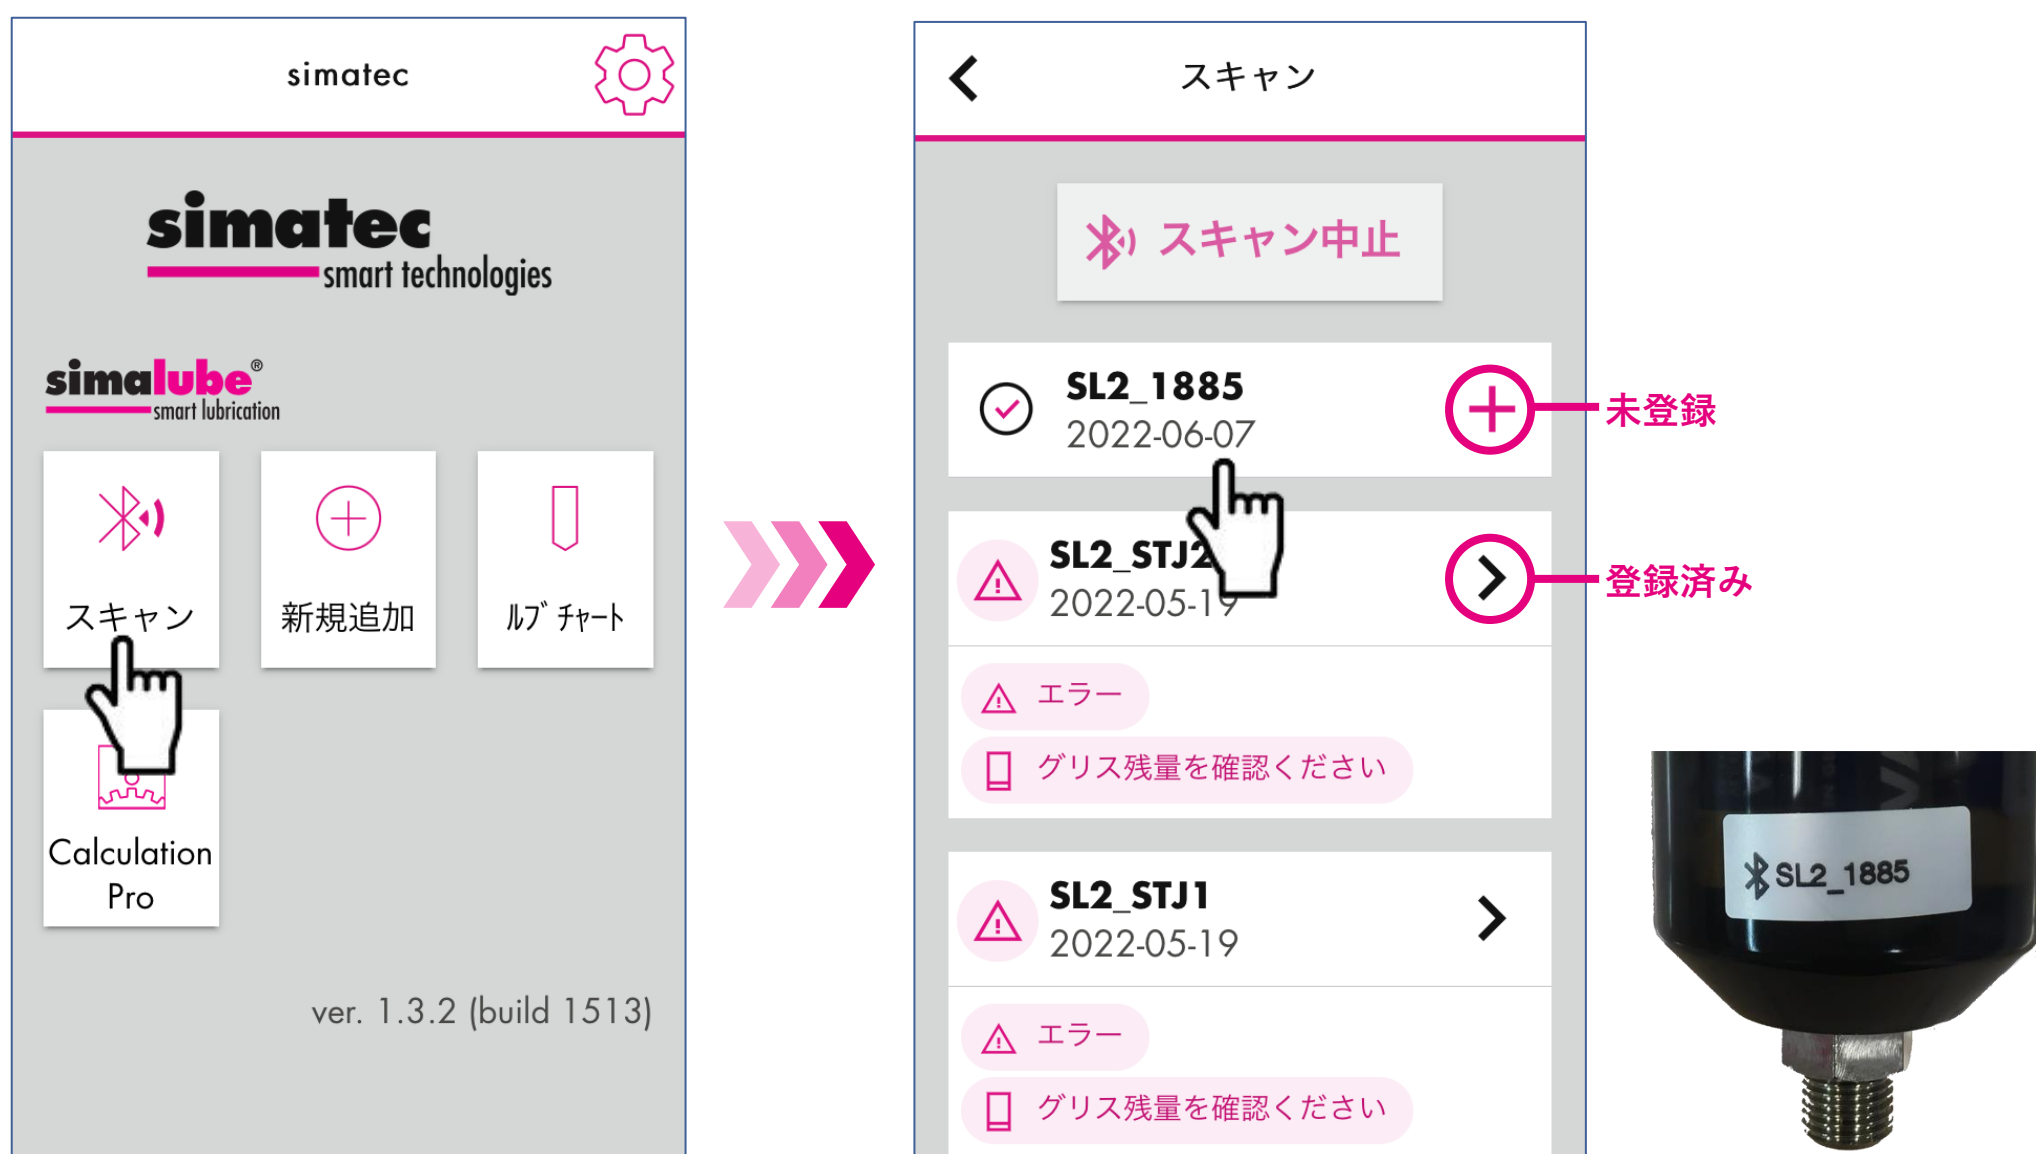 simatec
simatec
smart technologies
simalube®
smart lubrication
スキャン
新規追加
ﾙﾌﾞﾁｬｰﾄ
Calculation
Pro
ver. 1.3.2 (build 1513)
スキャン
スキャン中止
SL2_1885
2022-06-07
未登録
SL2_STJ2
2022-05-19
登録済み
エラー
グリス残量を確認ください
SL2_STJ1
2022-05-19
エラー
グリス残量を確認ください
SL2_1885